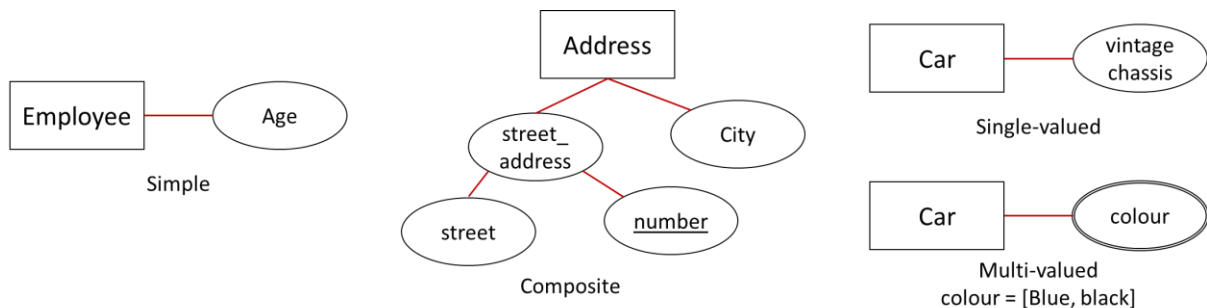 Employee
Age
Simple
Address
street_
address
City
street
number
Composite
Car
vintage
chassis
Single-valued
Car
colour
Multi-valued
colour = [Blue, black]